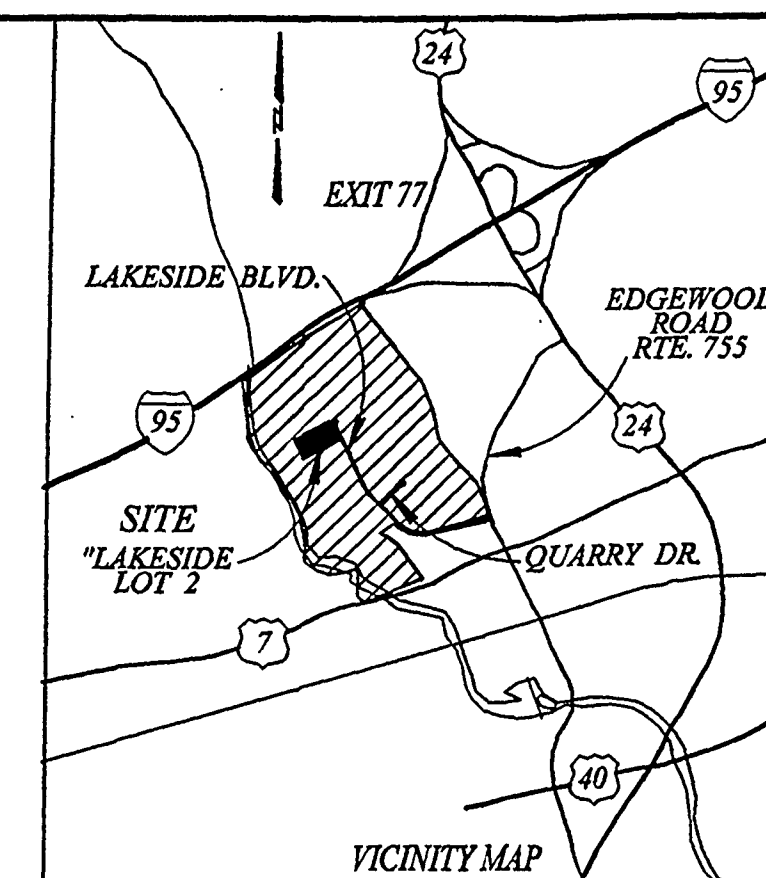 24
95
N
EXIT 77
LAKESIDE BLVD.
EDGEWOOD
ROAD
RTE. 755
95
24
SITE
"LAKESIDE
LOT 2
QUARRY DR.
7
40
VICINITY MAP